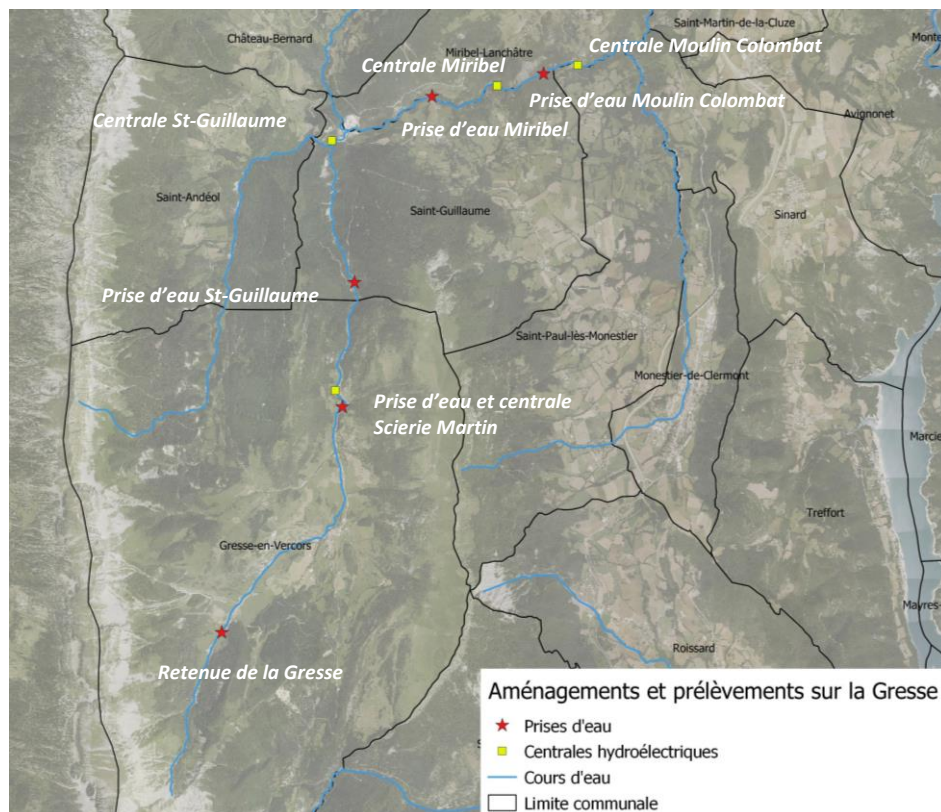 Saint-Martin-de-la-Cluze
Château-Bernard
Miribel-Lanchâtre
Centrale Moulin Colombat
Centrale Miribel
Prise d'eau Moulin Colombat
Centrale St-Guillaume
Prise d'eau Miribel
Avignonet
Saint-Andéol
Saint-Guillaume
Sinard
Prise d'eau St-Guillaume
Saint-Paul-lès-Monestier
Monestier-de-Clermont
Prise d'eau et centrale
Scierie Martin
Treffort
Gresse-en-Vercors
Roissard
Retenue de la Gresse
Aménagements et prélèvements sur la Gresse
Prises d'eau
Centrales hydroélectriques
Cours d'eau
Limite communale